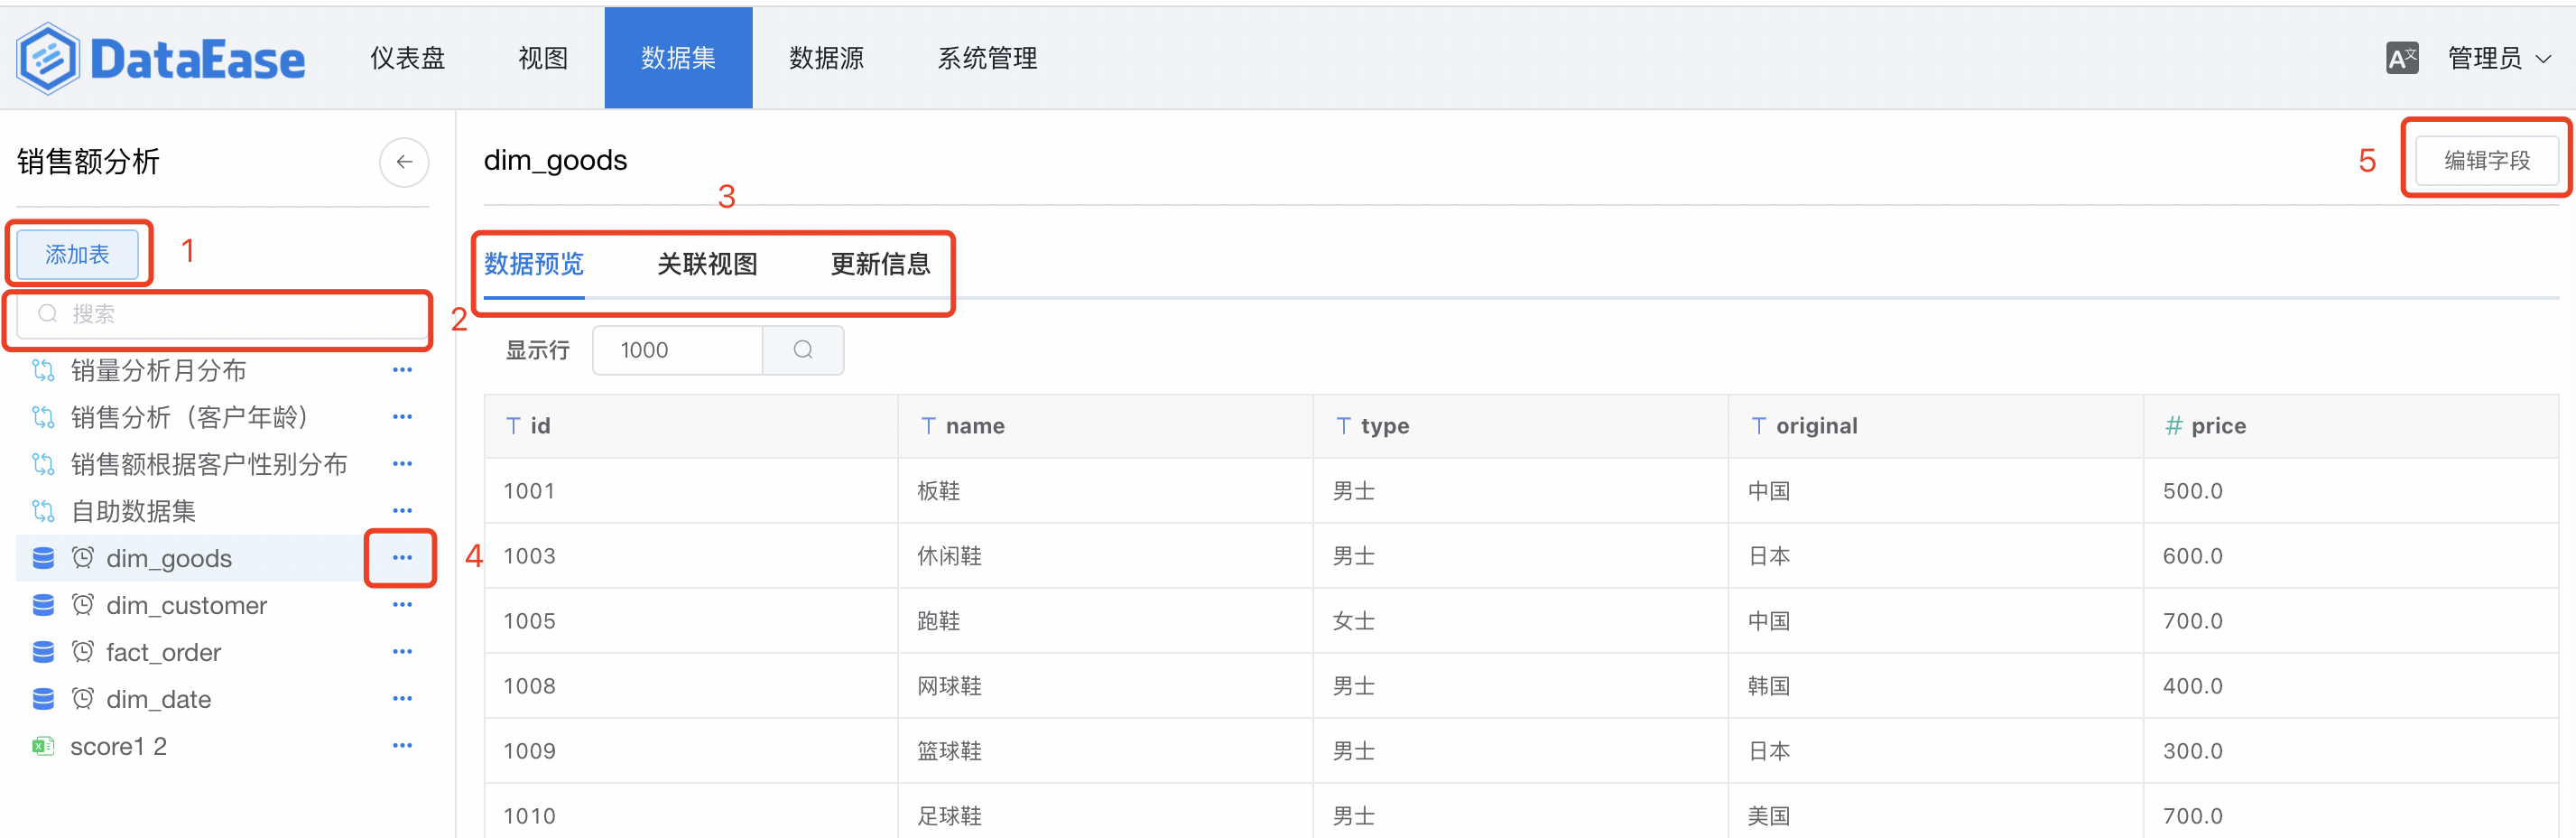 DataEase 仪表盘 视图 数据集 数据源 系统管理 A文 管理员
销售额分析
dim_goods
5 编辑字段
3
添加表 1
数据预览 关联视图 更新信息
搜索 2
显示行 1000
销量分析月分布 ...
销售分析（客户年龄） ...
销售额根据客户性别分布 ...
自助数据集 ...
dim_goods ... 4
dim_customer ...
fact_order ...
dim_date ...
score1 2 ...
T id T name T type T original # price
1001 板鞋 男士 中国 500.0
1003 休闲鞋 男士 日本 600.0
1005 跑鞋 女士 中国 700.0
1008 网球鞋 男士 韩国 400.0
1009 篮球鞋 男士 日本 300.0
1010 足球鞋 男士 美国 700.0